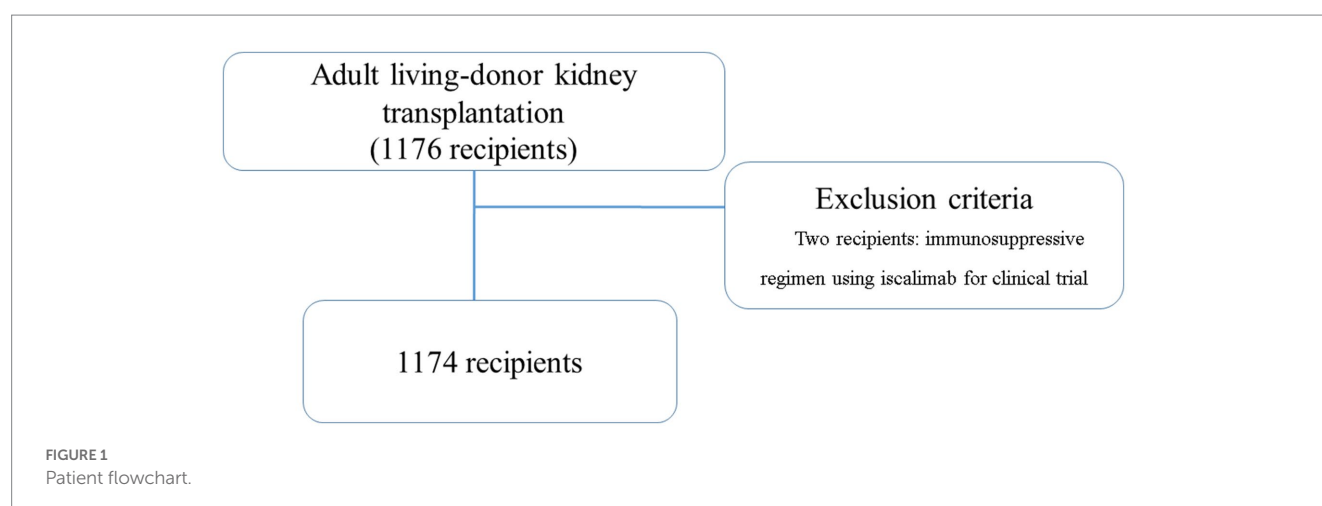 Adult living-donor kidney
transplantation
(1176 recipients)
Exclusion criteria
Two recipients: immunosuppressive
regimen using iscalimab for clinical trial
1174 recipients
FIGURE 1
Patient flowchart.